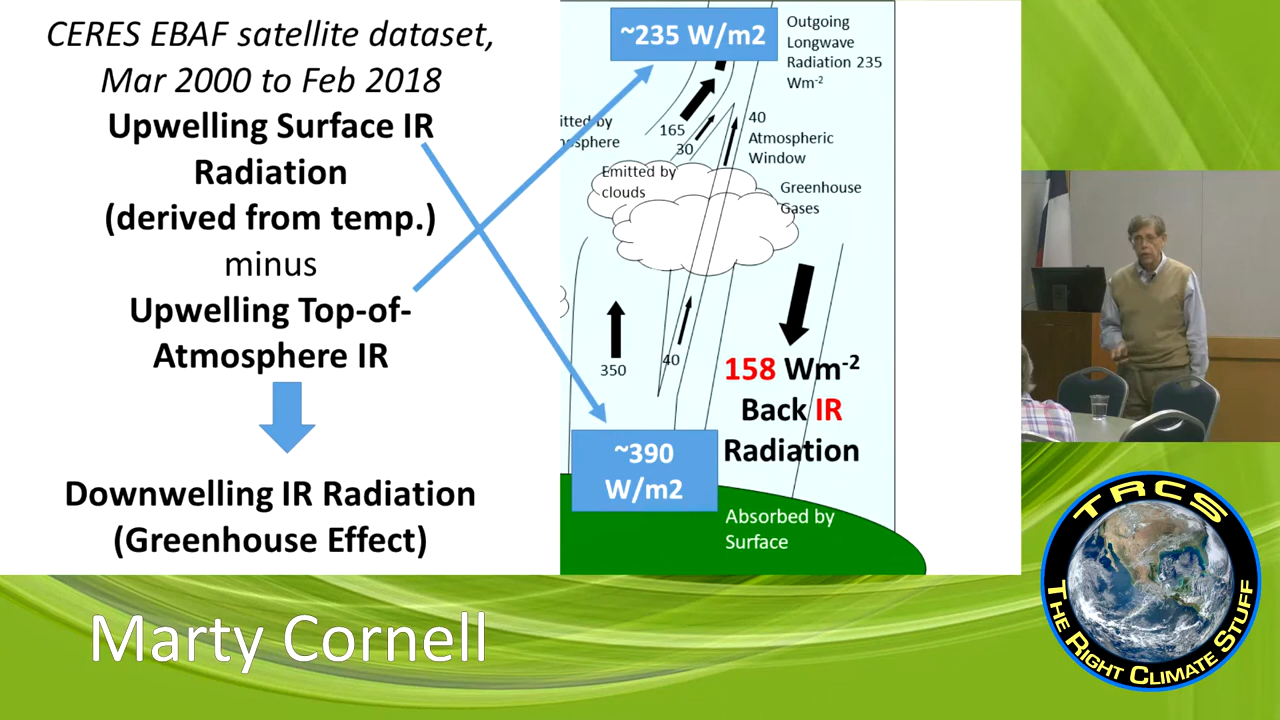 CERES EBAF satellite dataset,
Mar 2000 to Feb 2018
Upwelling Surface IR
Radiation
(derived from temp.)
minus
Upwelling Top-of-
Atmosphere IR
Downwelling IR Radiation
(Greenhouse Effect)
~235 W/m2
Outgoing
Longwave
Radiation 235
Wm-2
itted by
osphere
165
30
40
Atmospheric
Window
Emitted by
clouds
Greenhouse
Gases
350
40
158 Wm-2
Back IR
Radiation
~390
W/m2
Absorbed by
Surface
Marty Cornell
TRCS
THE RIGHT CLIMATE STUFF